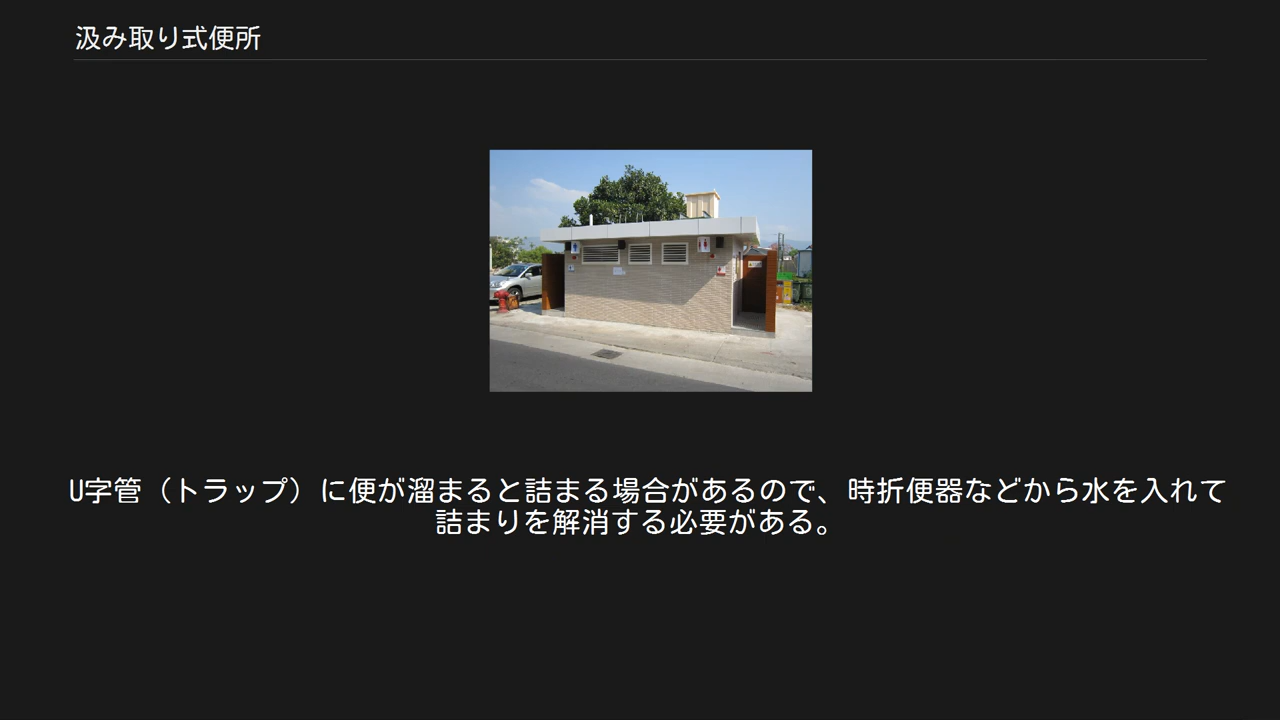 汲み取り式便所
U字管（トラップ）に便が溜まると詰まる場合があるので、時折便器などから水を入れて
詰まりを解消する必要がある。